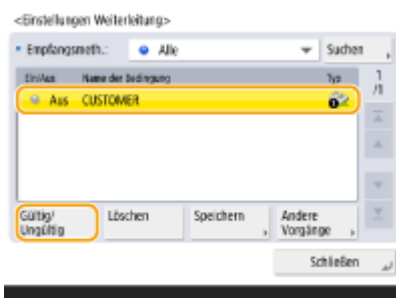 <Einstellungen Weiterleitung>
Empfangsmeth.: Alle Suchen
Ein/Aus Name der Bedingung Typ 1
/1
Aus CUSTOMER
Gültig/ Löschen Speichern Andere
Ungültig Vorgänge
Schließen